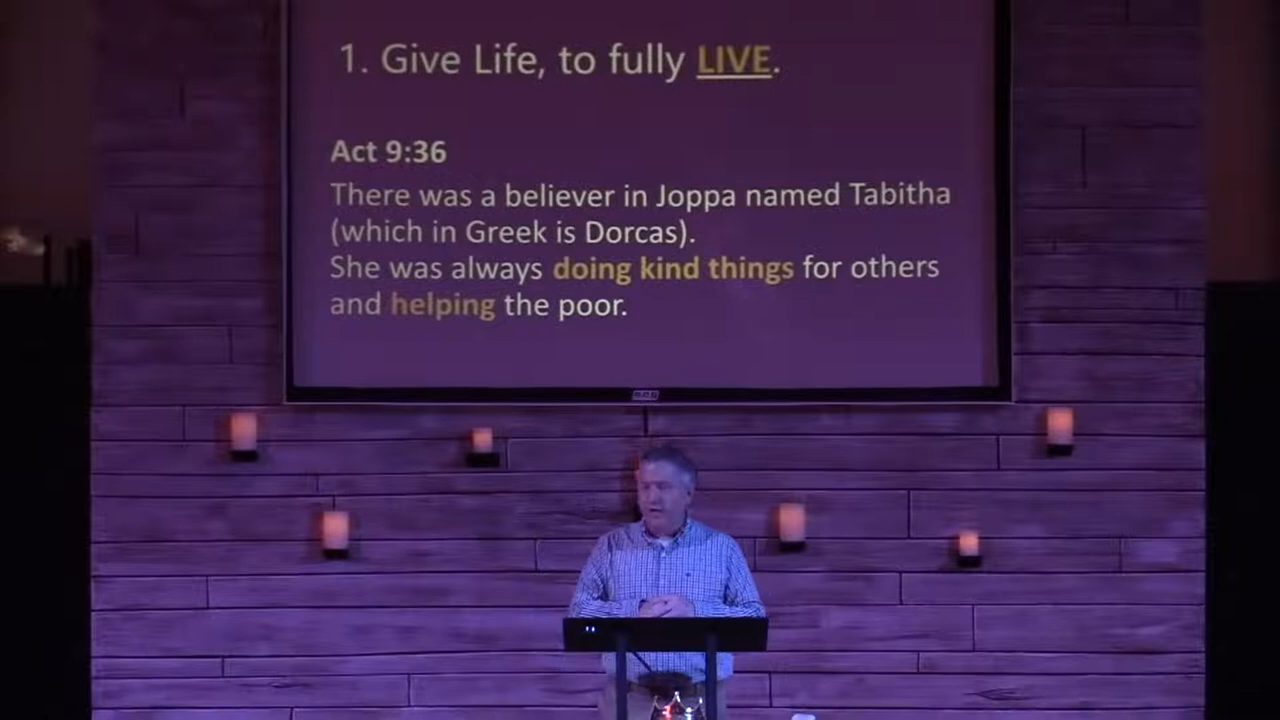 1. Give Life, to fully LIVE.
Act 9:36
There was a believer in Joppa named Tabitha
(which in Greek is Dorcas).
She was always doing kind things for others
and helping the poor.